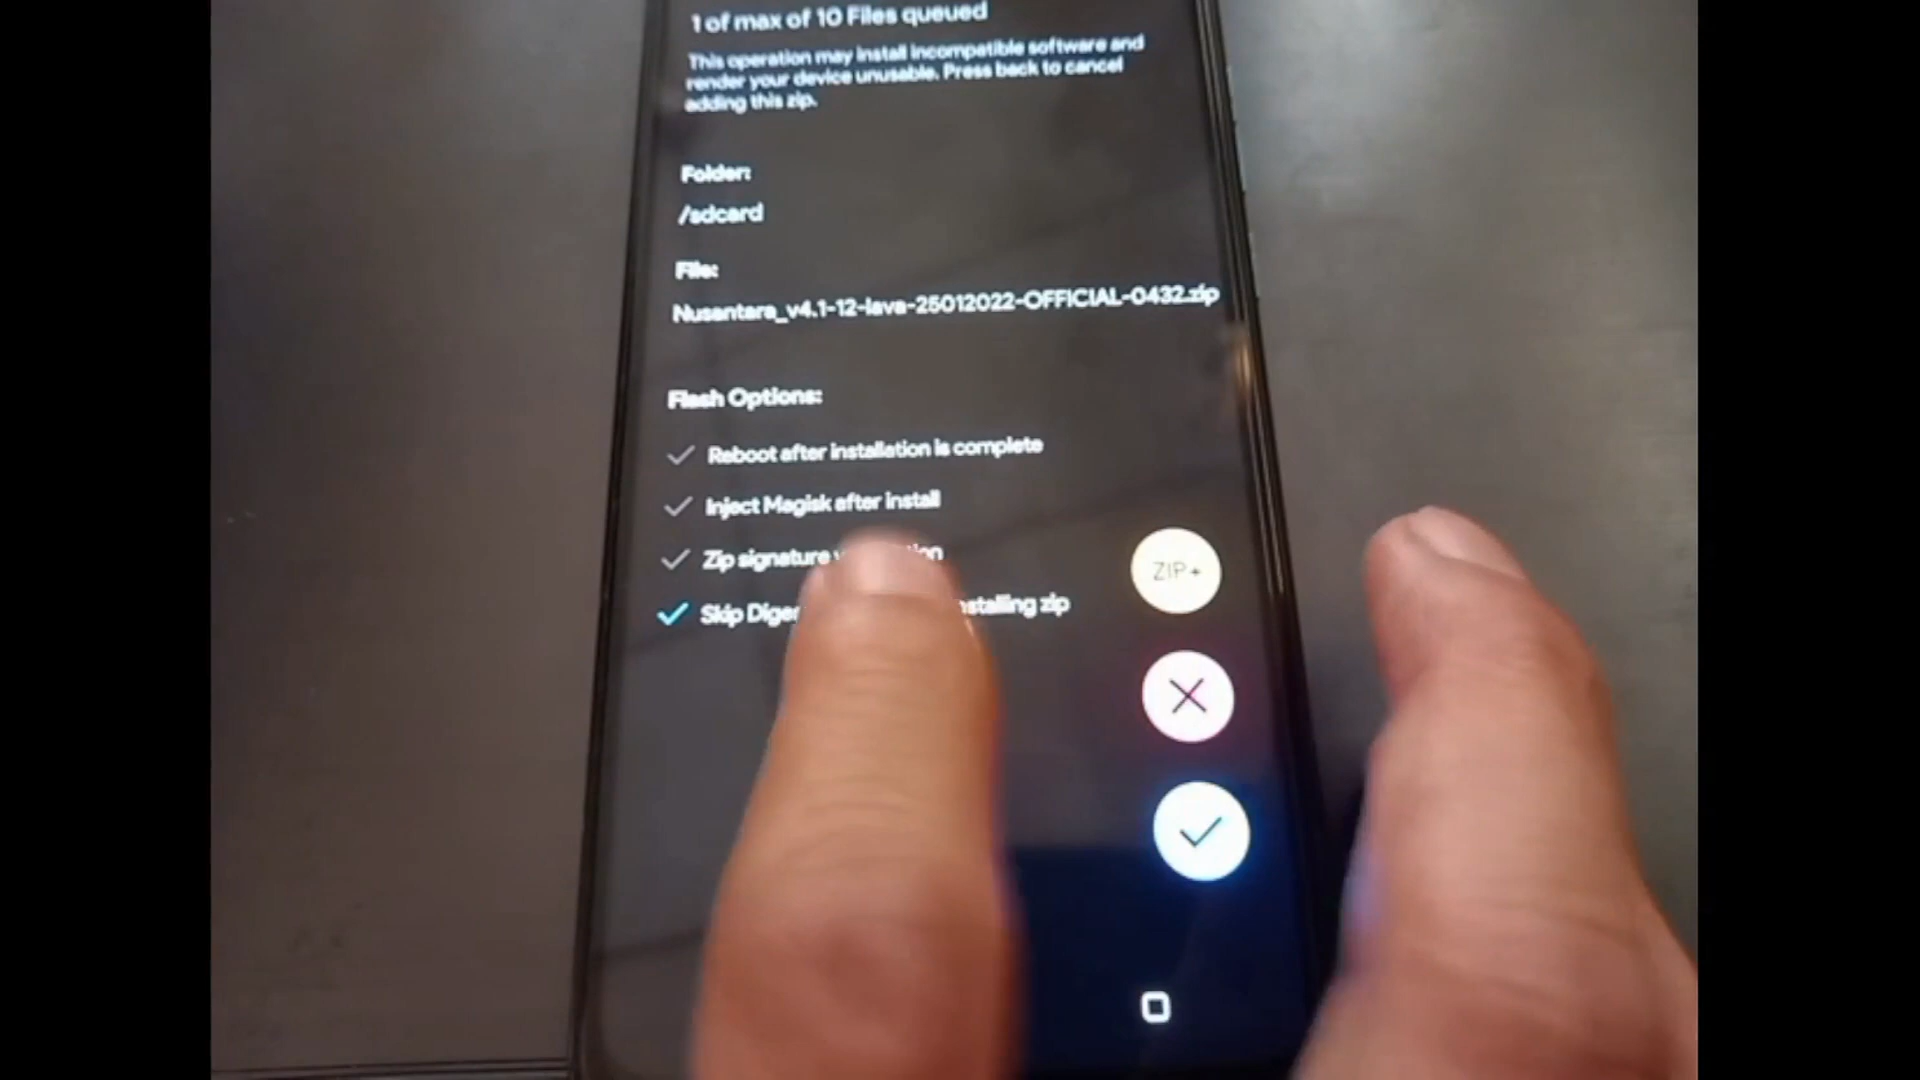 1 of max of 10 Files queued
This operation may install incompatible software and
render your device unusable. Press back to cancel
adding this zip.
Folder:
/sdcard
File:
Nusantara_v4.1-12-lava-25012022-OFFICIAL-0432.zip
Flash Options:
Reboot after installation is complete
Inject Magisk after install
Zip signature
Skip zip
ZIP+